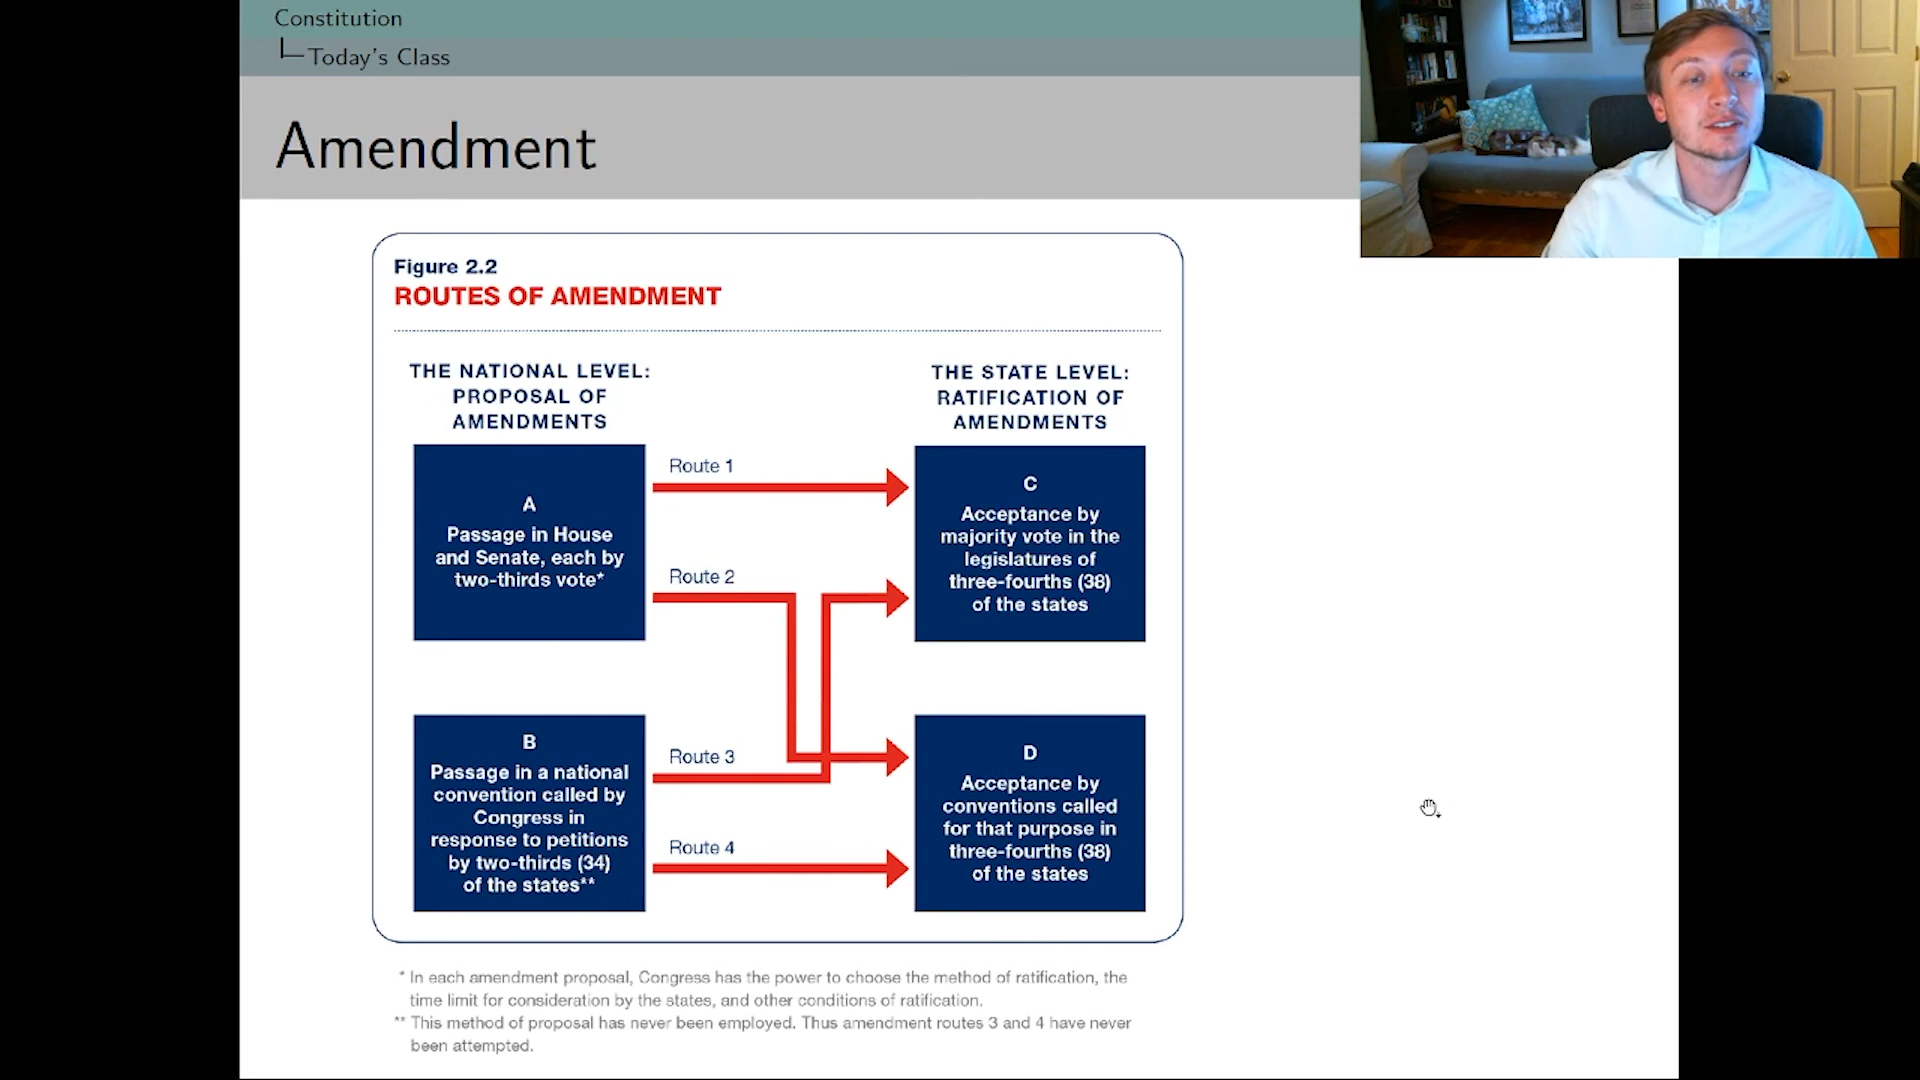 Constitution
Today's Class
Amendment
Figure 2.2
ROUTES OF AMENDMENT
THE NATIONAL LEVEL:
PROPOSAL OF
AMENDMENTS
THE STATE LEVEL:
RATIFICATION OF
AMENDMENTS
A
Passage in House
and Senate, each by
two-thirds vote*
Route 1
Route 2
C
Acceptance by
majority vote in the
legislatures of
three-fourths (38)
of the states
B
Passage in a national
convention called by
Congress in
response to petitions
by two-thirds (34)
of the states**
Route 3
Route 4
D
Acceptance by
conventions called
for that purpose in
three-fourths (38)
of the states
* In each amendment proposal, Congress has the power to choose the method of ratification, the
time limit for consideration by the states, and other conditions of ratification.
** This method of proposal has never been employed. Thus amendment routes 3 and 4 have never
been attempted.